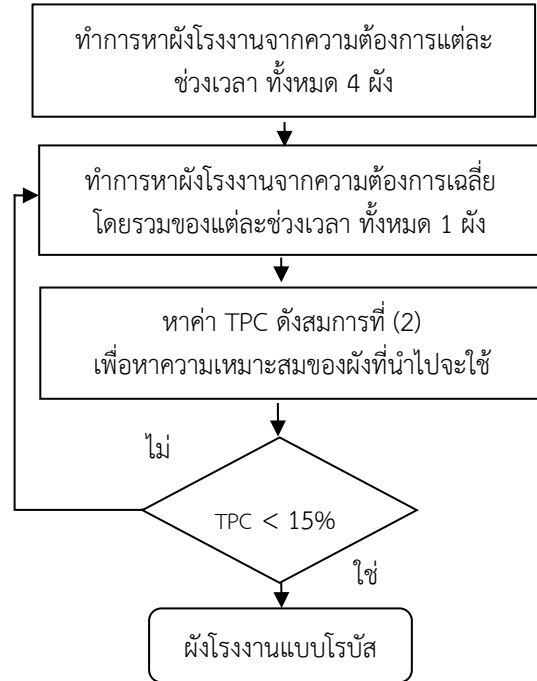 ทำการหาผังโรงงานจากความต้องการแต่ละ
ช่วงเวลา ทั้งหมด 4 ผัง
ทำการหาผังโรงงานจากความต้องการเฉลี่ย
โดยรวมของแต่ละช่วงเวลา ทั้งหมด 1 ผัง
หาค่า TPC ดังสมการที่ (2)
เพื่อหาความเหมาะสมของผังที่นำไปจะใช้
ไม่
TPC < 15%
ใช่
ผังโรงงานแบบโรบัส